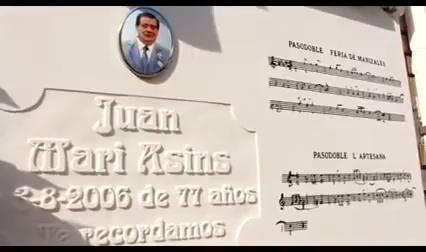 Juan
Mari Asins
2-8-2006 de 77 años
Te recordamos
PASODOBLE FERIA DE MANIZALES
PASODOBLE L'ARTESANA